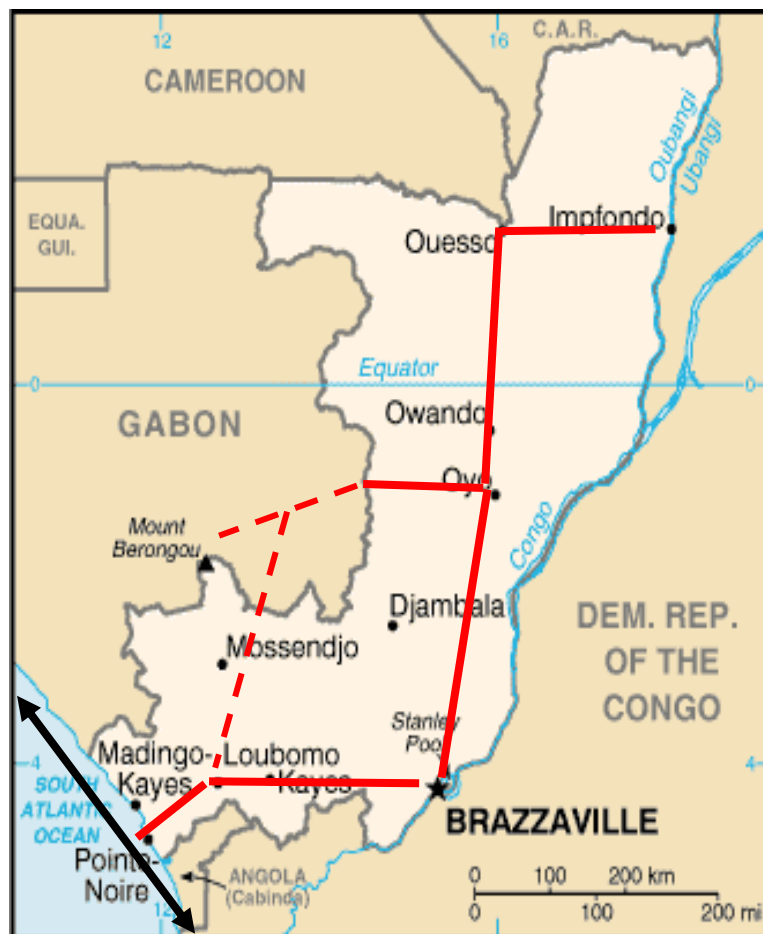 12
16
C.A.R.
CAMEROON
Oubangi
Ubangi
EQUA.
GUI.
Impfondo
Ouesso
Equator
0
0
Owando
GABON
Oyo
Mount
Berongou
Congo
Djambala
DEM. REP.
OF THE
CONGO
Mossendjo
Stanley
Pool
Madingo-
Kayes
Loubomo
Kayes
4
4
SOUTH
ATLANTIC
OCEAN
BRAZZAVILLE
Pointe-
Noire
ANGOLA
(Cabinda)
12
0 100 200 km
0 100 200 mi